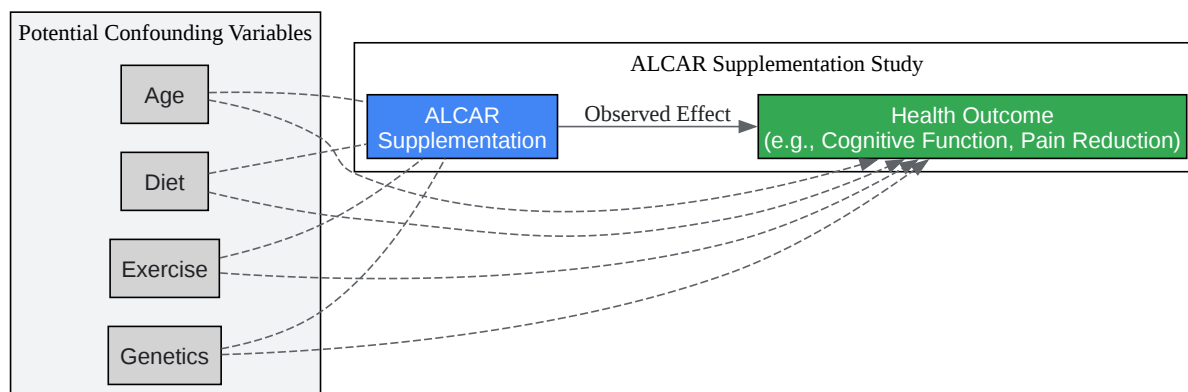 Potential Confounding Variables
Age
Diet
Exercise
Genetics
ALCAR Supplementation Study
ALCAR
Supplementation
Observed Effect
Health Outcome
(e.g., Cognitive Function, Pain Reduction)